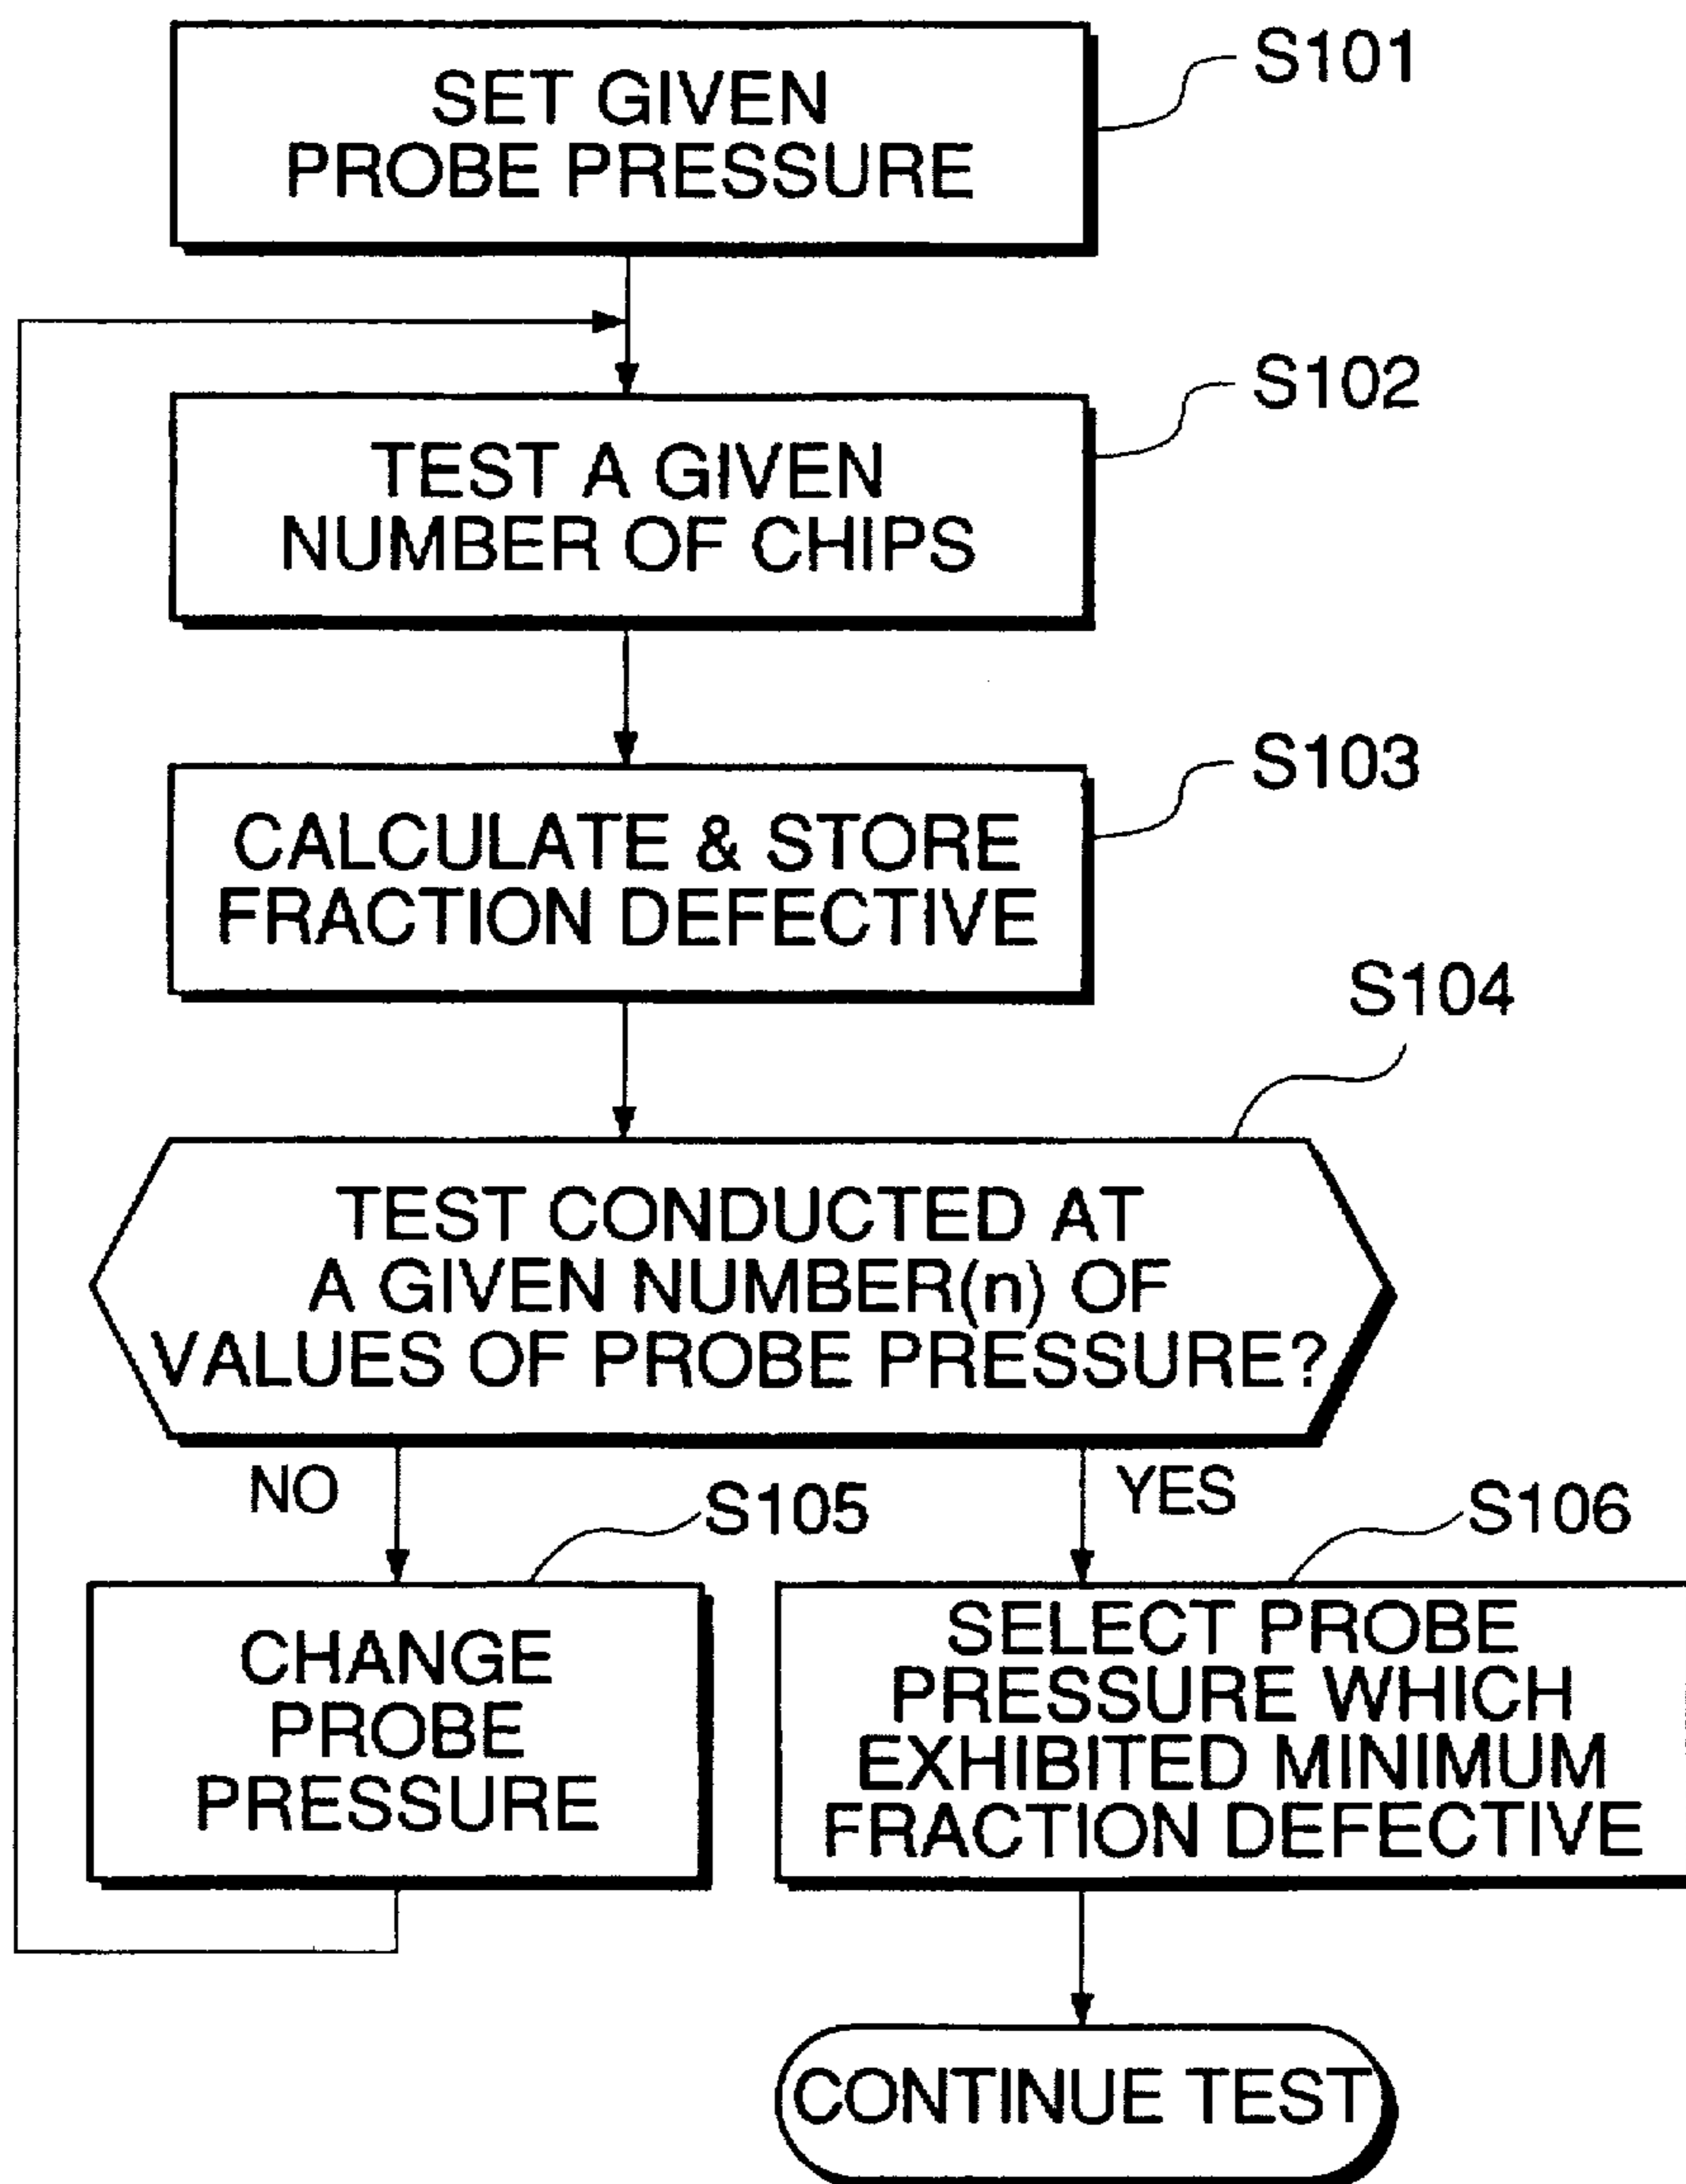 S101
SET GIVEN
PROBE PRESSURE
S102
TEST A GIVEN
NUMBER OF CHIPS
S103
CALCULATE & STORE
FRACTION DEFECTIVE
S104
TEST CONDUCTED AT
A GIVEN NUMBER(n) OF
VALUES OF PROBE PRESSURE?
NO
S105
YES
S106
CHANGE
PROBE
PRESSURE
SELECT PROBE
PRESSURE WHICH
EXHIBITED MINIMUM
FRACTION DEFECTIVE
CONTINUE TEST